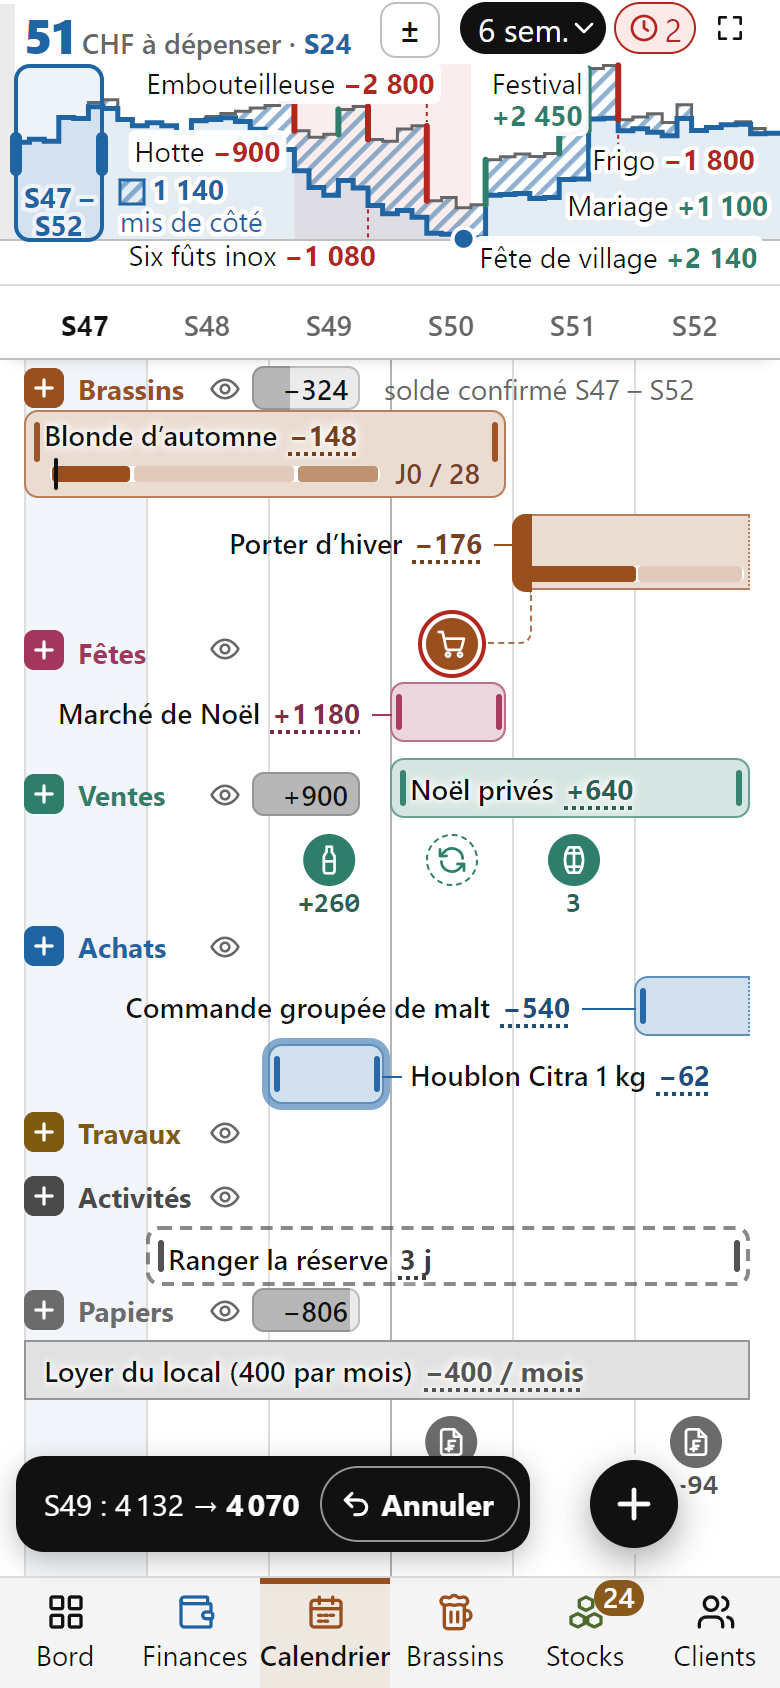 51 CHF à dépenser · S24
±
6 sem.
2
Embouteilleuse −2 800
Festival
+2 450
Hotte −900
Frigo −1 800
S47 –
S52
1 140
mis de côté
Mariage +1 100
Six fûts inox −1 080
Fête de village +2 140
S47 S48 S49 S50 S51 S52
Brassins −324 solde confirmé S47 – S52
Blonde d’automne −148
J0 / 28
Porter d’hiver −176
Fêtes
Marché de Noël +1 180
Ventes +900
Noël privés +640
+260
3
Achats
Commande groupée de malt −540
Houblon Citra 1 kg −62
Travaux
Activités
Ranger la réserve 3 j
Papiers −806
Loyer du local (400 par mois) −400 / mois
-94
S49 : 4 132 → 4 070
Annuler
24
Bord Finances Calendrier Brassins Stocks Clients